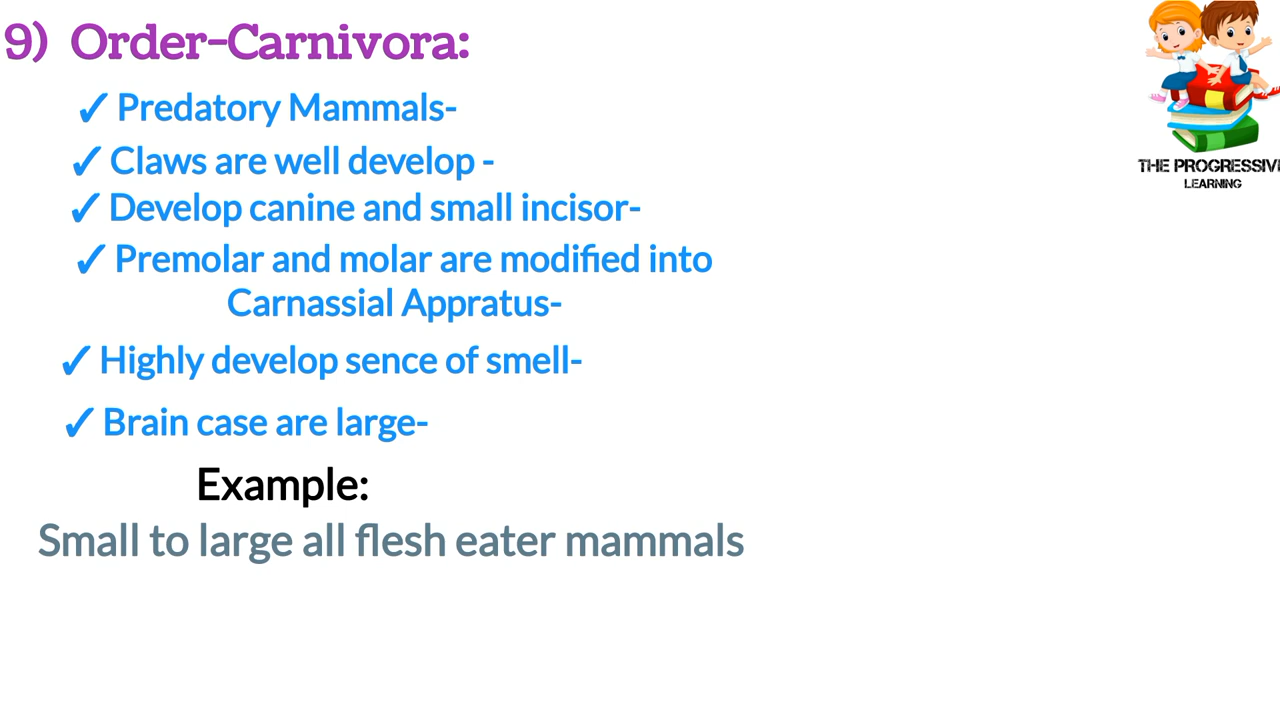 9) Order-Carnivora:
✓ Predatory Mammals-
✓ Claws are well develop -
✓ Develop canine and small incisor-
✓ Premolar and molar are modified into
Carnassial Appratus-
✓ Highly develop sence of smell-
✓ Brain case are large-
Example:
Small to large all flesh eater mammals
THE PROGRESSIVE
LEARNING